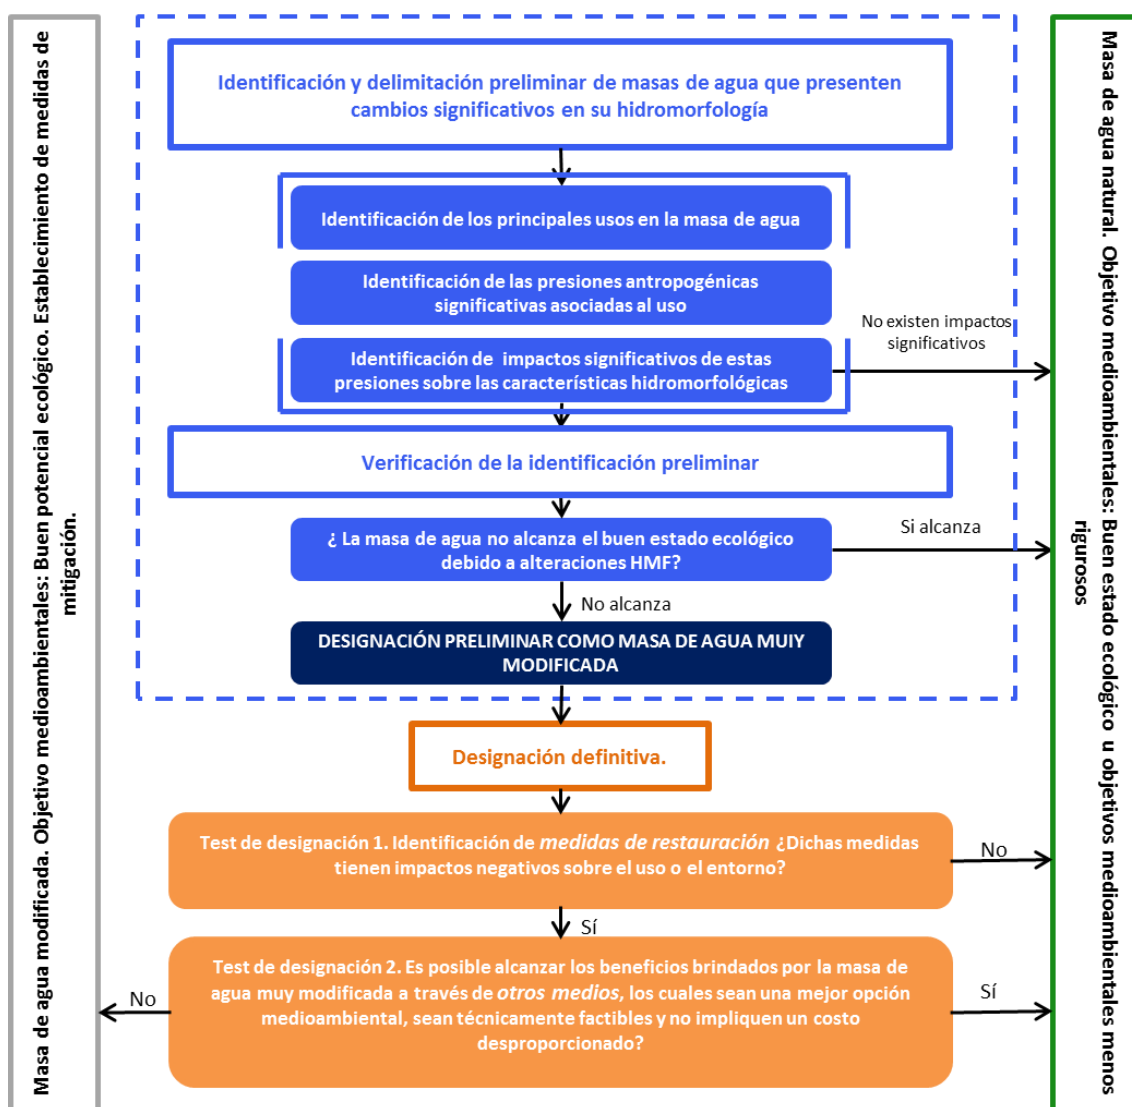 Masa de agua modificada. Objetivo medioambientales: Buen potencial ecológico. Establecimiento de medidas de
mitigación.
Identificación y delimitación preliminar de masas de agua que presenten
cambios significativos en su hidromorfología
Identificación de los principales usos en la masa de agua
Identificación de las presiones antropogénicas
significativas asociadas al uso
No existen impactos
significativos
Identificación de impactos significativos de estas
presiones sobre las características hidromorfológicas
Verificación de la identificación preliminar
¿ La masa de agua no alcanza el buen estado ecológico
debido a alteraciones HMF?
Si alcanza
No alcanza
DESIGNACIÓN PRELIMINAR COMO MASA DE AGUA MUIY
MODIFICADA
Designación definitiva.
Test de designación 1. Identificación de medidas de restauración ¿Dichas medidas
tienen impactos negativos sobre el uso o el entorno?
No
Sí
Test de designación 2. Es posible alcanzar los beneficios brindados por la masa de
agua muy modificada a través de otros medios, los cuales sean una mejor opción
medioambiental, sean técnicamente factibles y no impliquen un costo
desproporcionado?
No
Sí
Masa de agua natural. Objetivo medioambientales: Buen estado ecológico u objetivos medioambientales menos
rigurosos